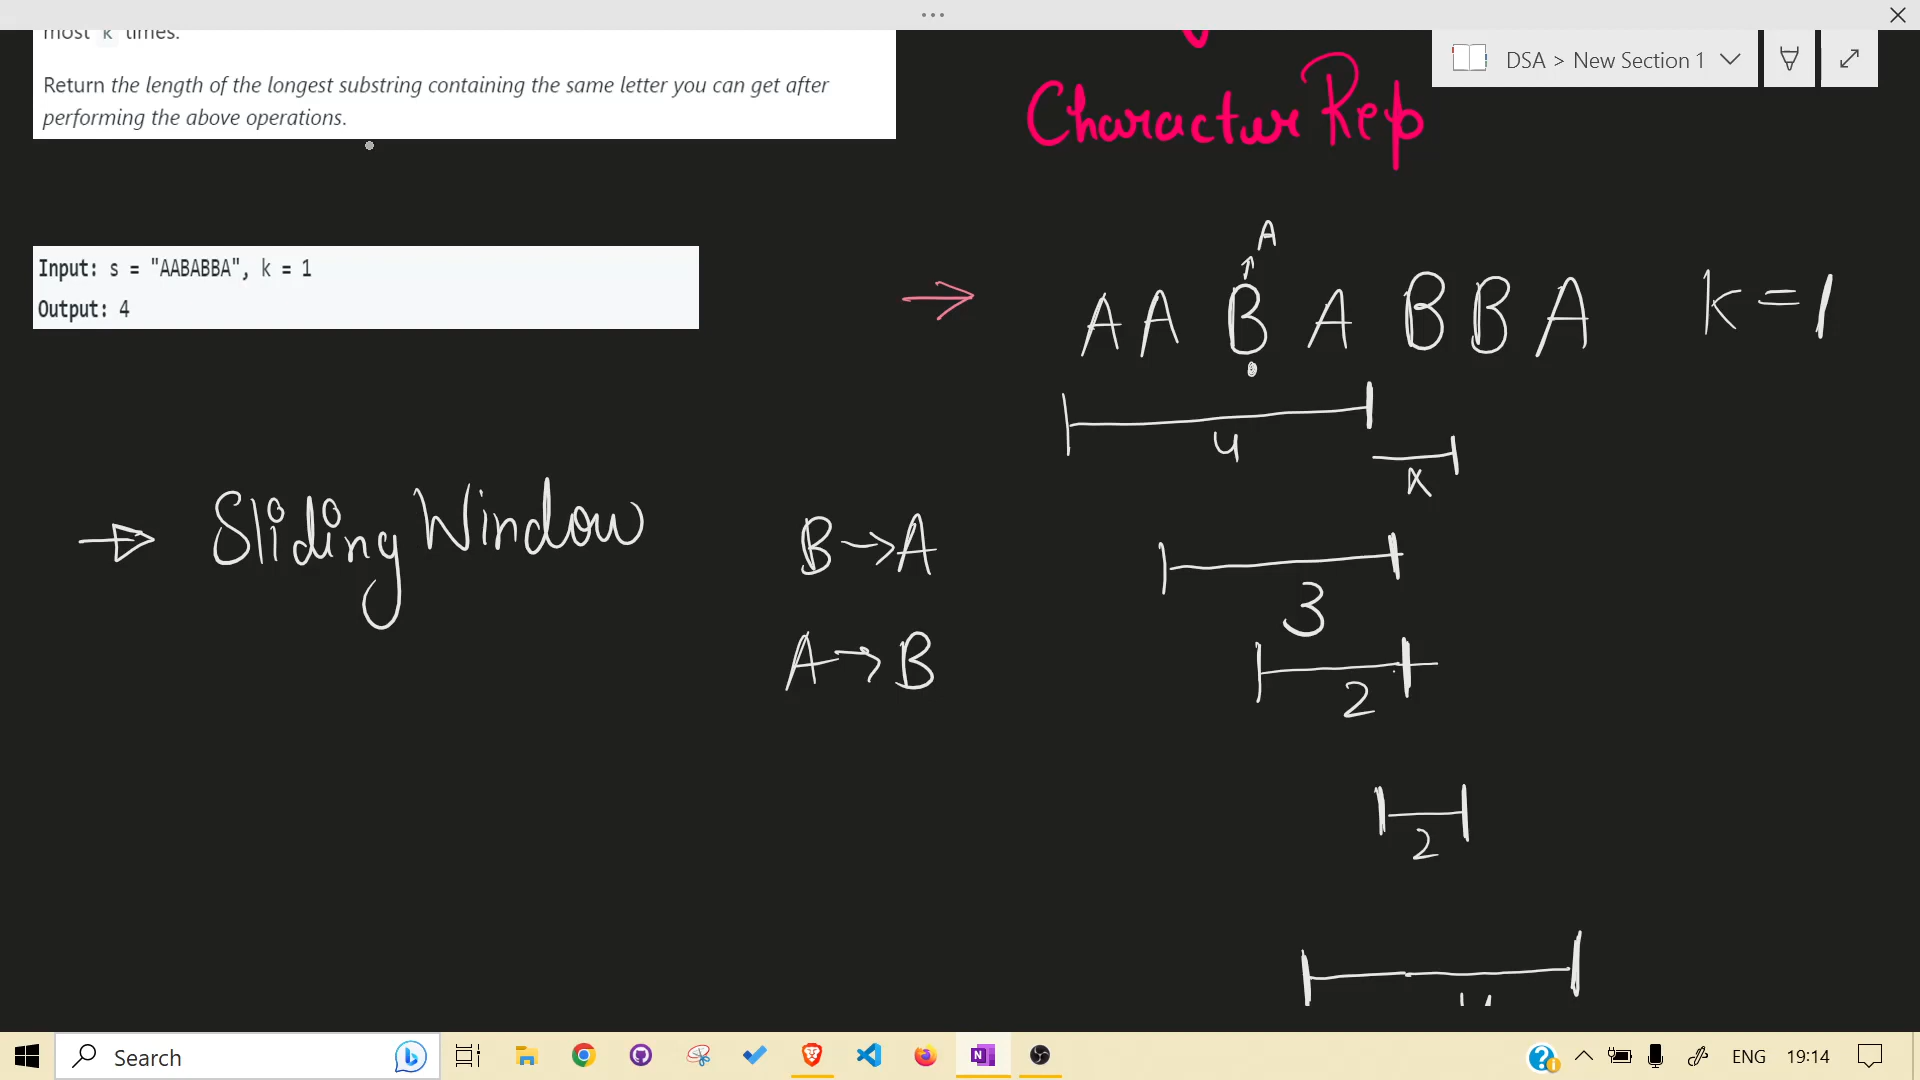 most k times.
Return the length of the longest substring containing the same letter you can get after
performing the above operations.
Character Rep
DSA > New Section 1
Input: s = "AABABBA", k = 1
Output: 4
A
A A B A B B A
k = 1
4
x
Sliding Window
B → A
3
A → B
2
2
Search
ENG
19:14